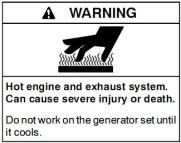 WARNING
Hot engine and exhaust system.
Can cause severe injury or death.
Do not work on the generator set until
it cools.